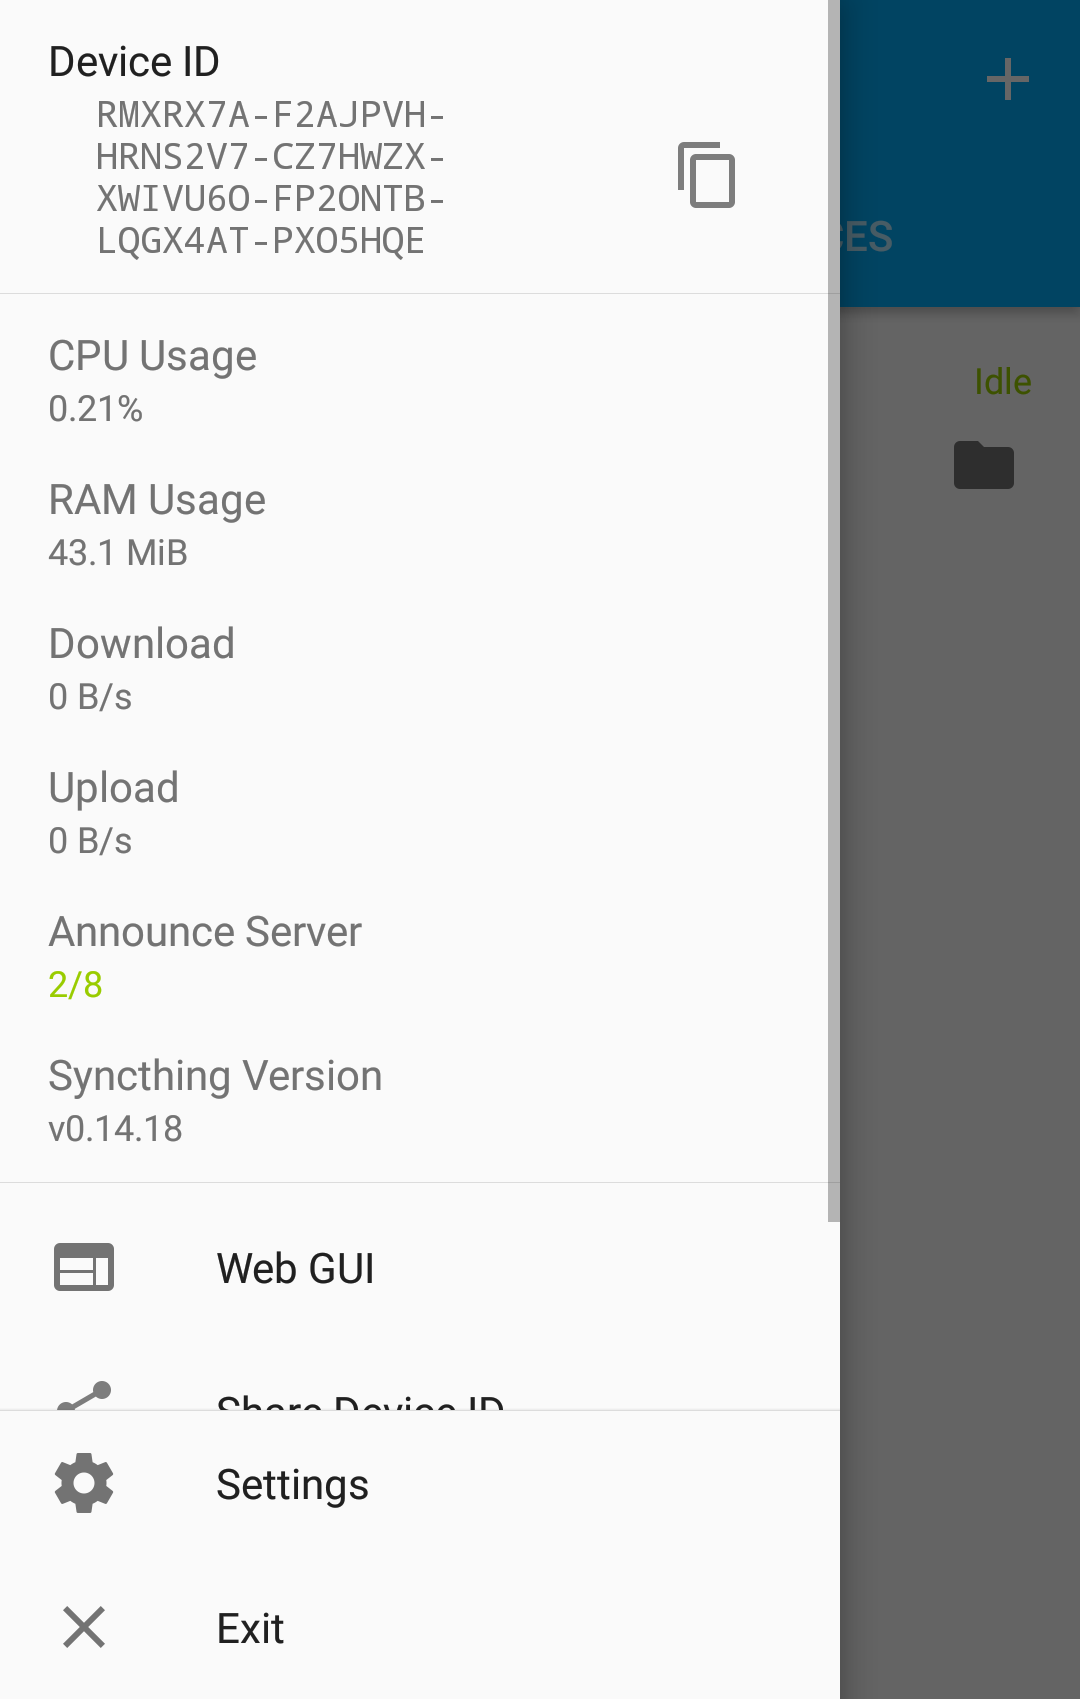 Device ID
RMXRX7A-F2AJPVH-
HRNS2V7-CZ7HWZX-
XWIVU6O-FP2ONTB-
LQGX4AT-PXO5HQE
CES
CPU Usage
0.21%
Idle
RAM Usage
43.1 MiB
Download
0 B/s
Upload
0 B/s
Announce Server
2/8
Syncthing Version
v0.14.18
Web GUI
Share Device ID
Settings
Exit